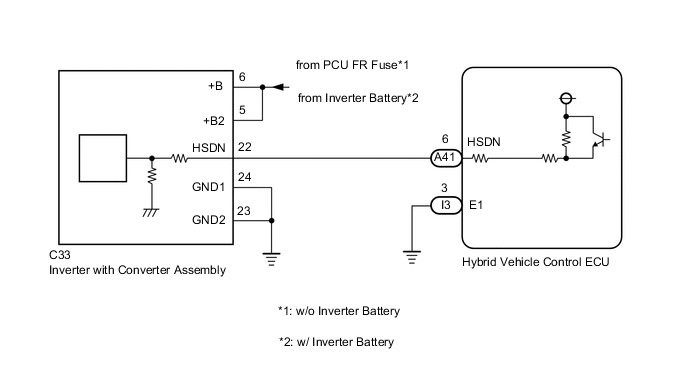 from PCU FR Fuse*1
from Inverter Battery*2
+B
6
+B2
5
HSDN
22
GND1
24
GND2
23
C33
Inverter with Converter Assembly
6
A41
HSDN
3
I3
E1
Hybrid Vehicle Control ECU
*1: w/o Inverter Battery
*2: w/ Inverter Battery